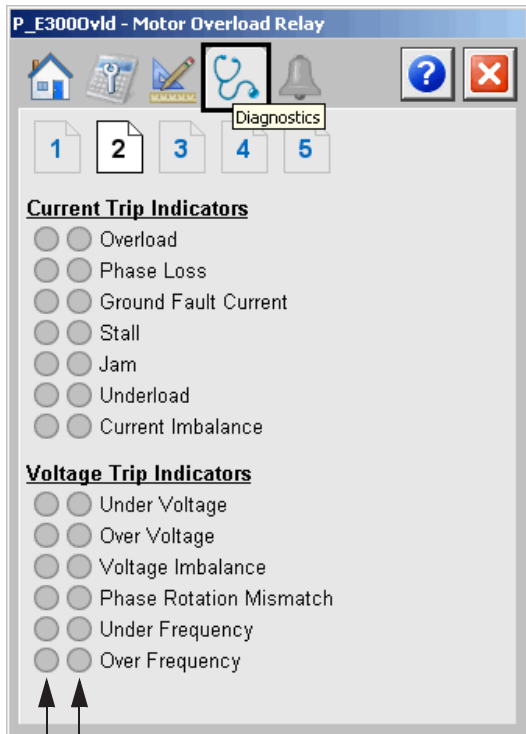 P_E300Ovld - Motor Overload Relay
?
Diagnostics
1 2 3 4 5
Current Trip Indicators
Overload
Phase Loss
Ground Fault Current
Stall
Jam
Underload
Current Imbalance
Voltage Trip Indicators
Under Voltage
Over Voltage
Voltage Imbalance
Phase Rotation Mismatch
Under Frequency
Over Frequency